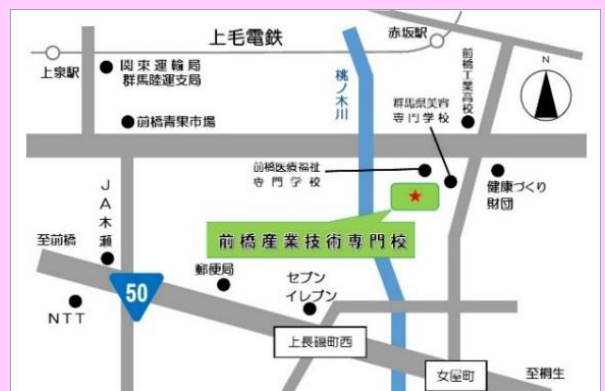 上毛電鉄
赤坂駅
上泉駅
関東運輸局
群馬陸運支局
桃ノ木川
前橋工業高校
N
前橋青果市場
群馬県美容
専門学校
前橋医療福祉
専門学校
健康づくり
財団
JA木瀬
至前橋
前橋産業技術専門校
50
郵便局
セブン
イレブン
NTT
上長磯町西
女屋町
至桐生